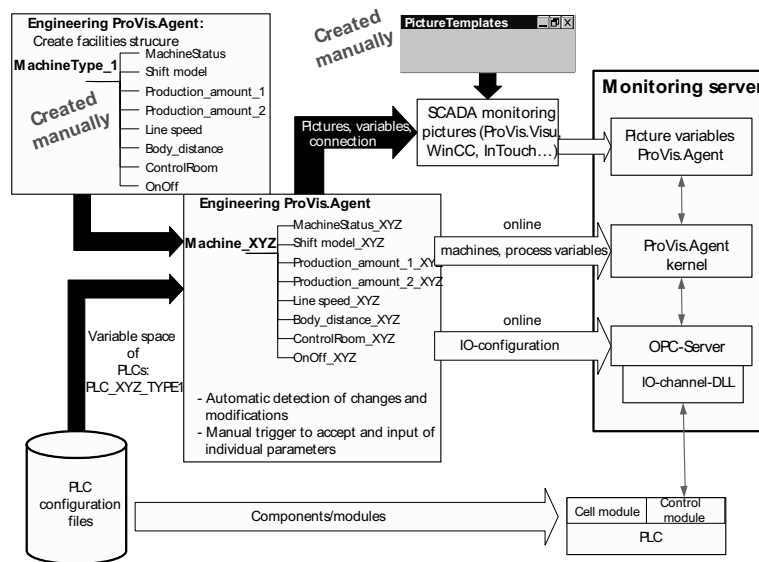 Engineering ProVis.Agent:
Create facilities strucure
MachineType_1
MachineStatus
Shift model
Production_amount_1
Production_amount_2
Line speed
Body_distance
ControlRoom
OnOff
Created
manually
Created
manually
PictureTemplates
Pictures, variables,
connection
SCADA monitoring
pictures (ProVis.Visu,
WinCC, InTouch…)
Monitoring server
Picture variables
ProVis.Agent
ProVis.Agent
kernel
OPC-Server
IO-channel-DLL
Engineering ProVis.Agent
Machine_XYZ
MachineStatus_XYZ
Shift model_XYZ
Production_amount_1_XYZ
Production_amount_2_XYZ
Line speed_XYZ
Body_distance_XYZ
ControlRoom_XYZ
OnOff_XYZ
- Automatic detection of changes and
modifications
- Manual trigger to accept and input of
individual parameters
online
machines, process variables
online
IO-configuration
Variable space
of
PLCs:
PLC_XYZ_TYPE1
PLC
configuration
files
Components/modules
Cell module
Control
module
PLC